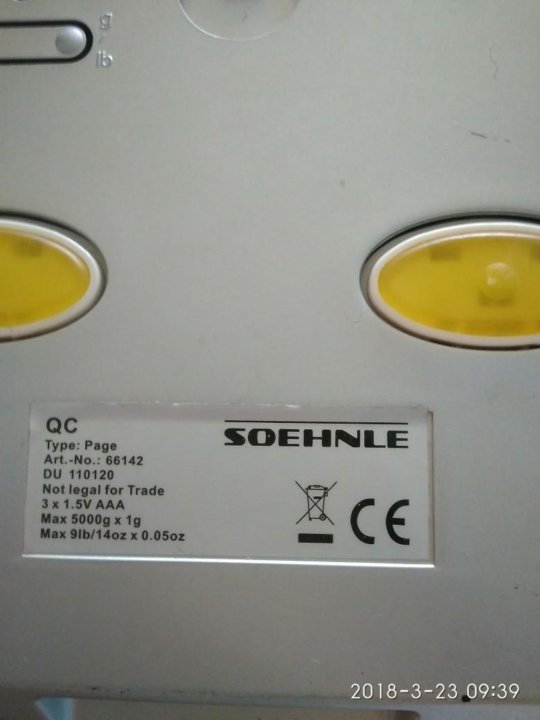 g
lb
QC
SOEHNLE
Type: Page
Art.-No.: 66142
DU 110120
Not legal for Trade
3 x 1.5V AAA
Max 5000g x 1g
Max 9lb/14oz x 0.05oz
CE
2018-3-23 09:39